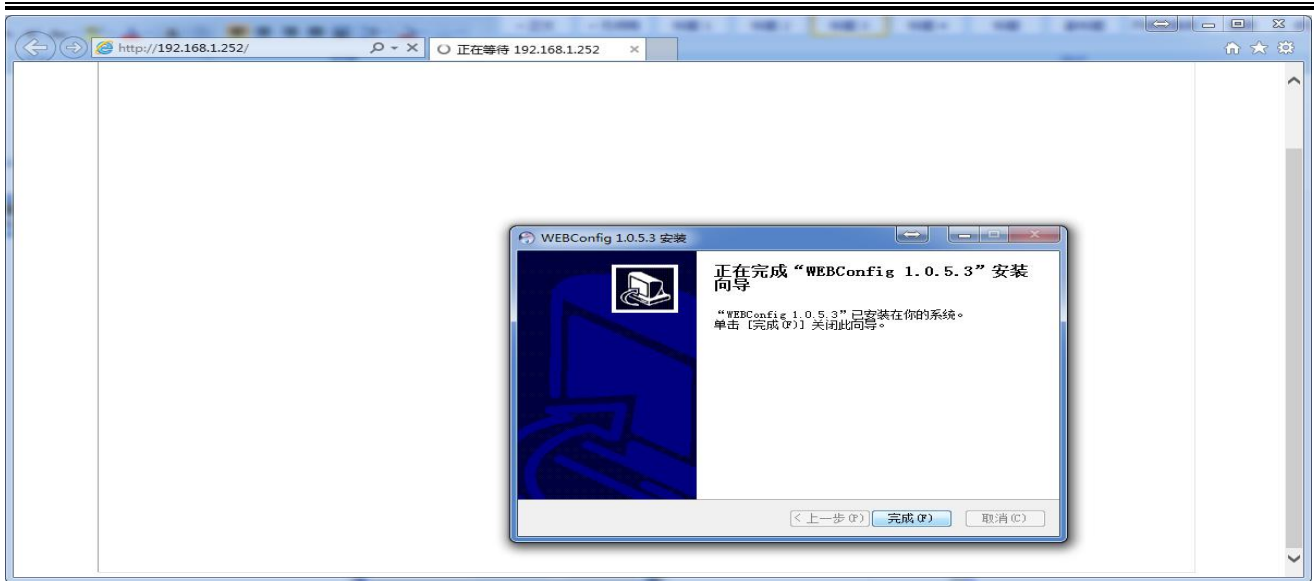 http://192.168.1.252/
正在等待 192.168.1.252
WEBConfig 1.0.5.3 安装
正在完成“WEBConfig 1.0.5.3”安装
向导
“WEBConfig 1.0.5.3”已安装在你的系统。
单击 [完成(F)] 关闭此向导。
<上一步(P) 完成(F) 取消(C)